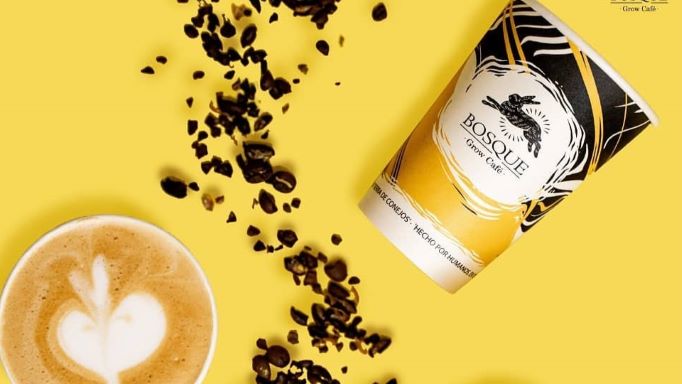 · Grow Café ·
BOSQUE
· Grow Café ·
DE CONEJOS" · "HECHO POR HUMANOS